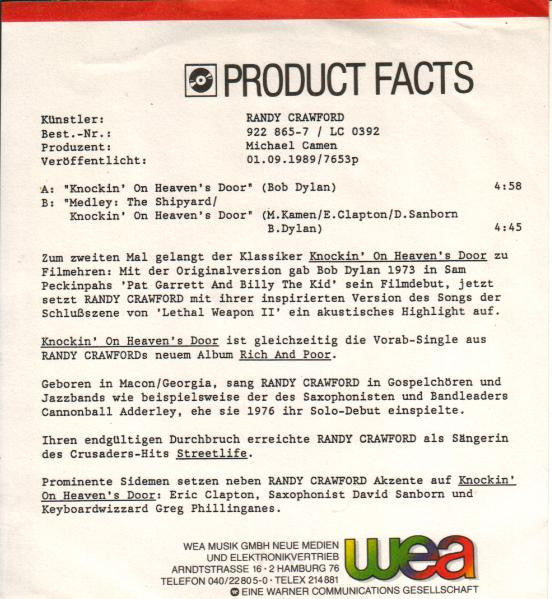 PRODUCT FACTS
Künstler: RANDY CRAWFORD
Best.-Nr.: 922 865-7 / LC 0392
Produzent: Michael Camen
Veröffentlicht: 01.09.1989/7653p
A: "Knockin' On Heaven's Door" (Bob Dylan) 4:58
B: "Medley: The Shipyard/
Knockin' On Heaven's Door" (M.Kamen/E.Clapton/D.Sanborn
B.Dylan) 4:45
Zum zweiten Mal gelangt der Klassiker Knockin' On Heaven's Door zu
Filmehren: Mit der Originalversion gab Bob Dylan 1973 in Sam
Peckinpahs 'Pat Garrett And Billy The Kid' sein Filmdebut, jetzt
setzt RANDY CRAWFORD mit ihrer inspirierten Version des Songs der
Schlußszene von 'Lethal Weapon II' ein akustisches Highlight auf.
Knockin' On Heaven's Door ist gleichzeitig die Vorab-Single aus
RANDY CRAWFORDs neuem Album Rich And Poor.
Geboren in Macon/Georgia, sang RANDY CRAWFORD in Gospelchören und
Jazzbands wie beispielsweise der des Saxophonisten und Bandleaders
Cannonball Adderley, ehe sie 1976 ihr Solo-Debut einspielte.
Ihren endgültigen Durchbruch erreichte RANDY CRAWFORD als Sängerin
des Crusaders-Hits Streetlife.
Prominente Sidemen setzen neben RANDY CRAWFORD Akzente auf Knockin'
On Heaven's Door: Eric Clapton, Saxophonist David Sanborn und
Keyboardwizzard Greg Phillinganes.
WEA MUSIK GMBH NEUE MEDIEN
UND ELEKTRONIKVERTRIEB
ARNDTSTRASSE 16 · 2 HAMBURG 76
TELEFON 040/22805-0 · TELEX 214881
EINE WARNER COMMUNICATIONS GESELLSCHAFT
wea